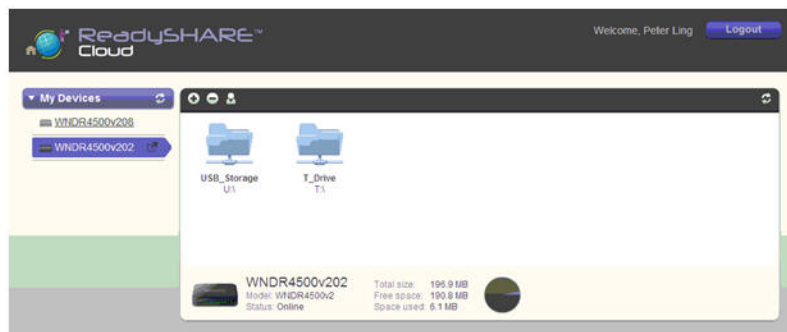 ReadySHARE™
Cloud
Welcome, Peter Ling
Logout
My Devices
WNDR4500v208
WNDR4500v202
USB_Storage
U:\
T_Drive
T:\
WNDR4500v202
Model: WNDR4500v2
Status: Online
Total size: 196.9 MB
Free space: 190.8 MB
Space used: 6.1 MB